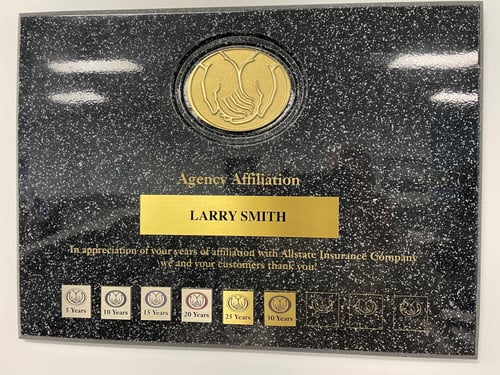 Agency Affiliation
LARRY SMITH
In appreciation of your years of affiliation with Allstate Insurance Company
we and your customers thank you!
5 Years 10 Years 15 Years 20 Years 25 Years 30 Years